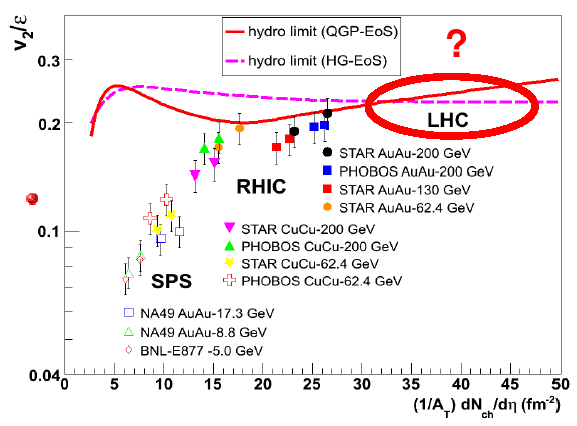 v2/ε
hydro limit (QGP-EoS)
hydro limit (HG-EoS)
?
0.3
0.2
0.1
0.04
LHC
STAR AuAu-200 GeV
PHOBOS AuAu-200 GeV
STAR AuAu-130 GeV
STAR AuAu-62.4 GeV
RHIC
STAR CuCu-200 GeV
PHOBOS CuCu-200 GeV
STAR CuCu-62.4 GeV
PHOBOS CuCu-62.4 GeV
SPS
NA49 AuAu-17.3 GeV
NA49 AuAu-8.8 GeV
BNL-E877 -5.0 GeV
0 5 10 15 20 25 30 35 40 45 50
(1/AT) dNch/dη (fm-2)